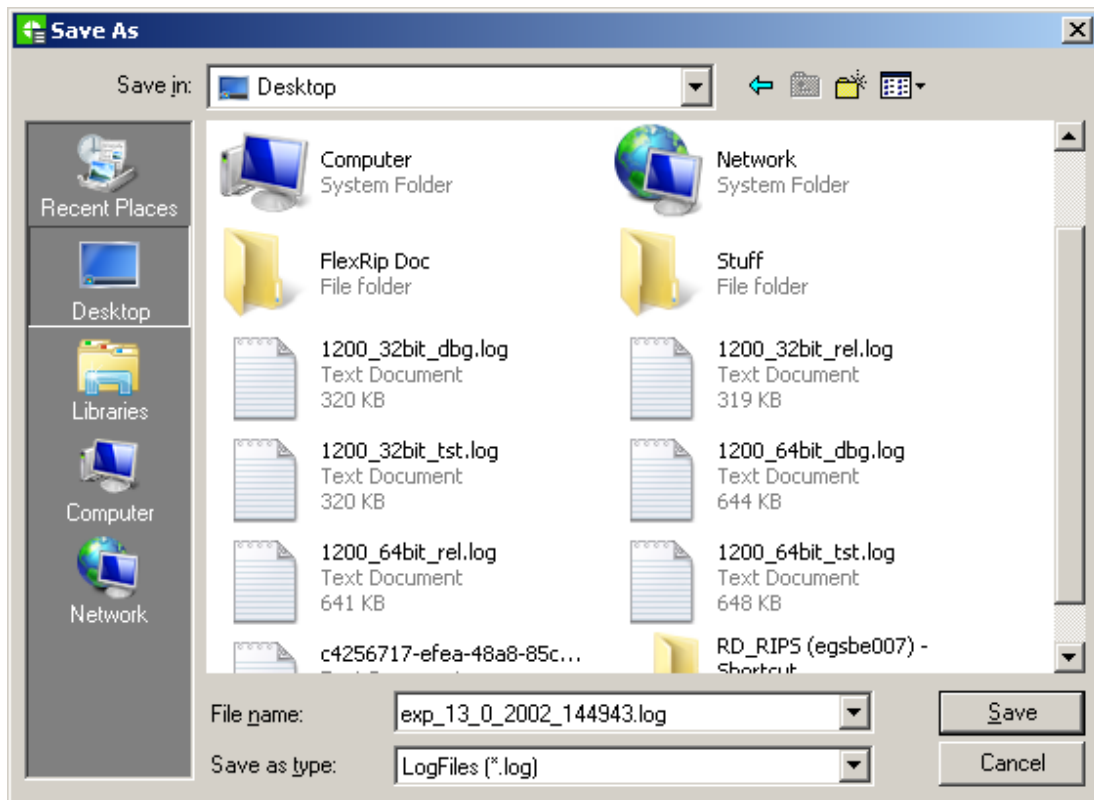 Save As
Save in:
Desktop
Recent Places
Desktop
Libraries
Computer
Network
Computer
System Folder
Network
System Folder
FlexRip Doc
File folder
Stuff
File folder
1200_32bit_dbg.log
Text Document
320 KB
1200_32bit_rel.log
Text Document
319 KB
1200_32bit_tst.log
Text Document
320 KB
1200_64bit_dbg.log
Text Document
644 KB
1200_64bit_rel.log
Text Document
641 KB
1200_64bit_tst.log
Text Document
648 KB
c4256717-efea-48a8-85c...
RD_RIPS (egsbe007) -
Shortcut
File name:
exp_13_0_2002_144943.log
Save
Save as type:
LogFiles (*.log)
Cancel